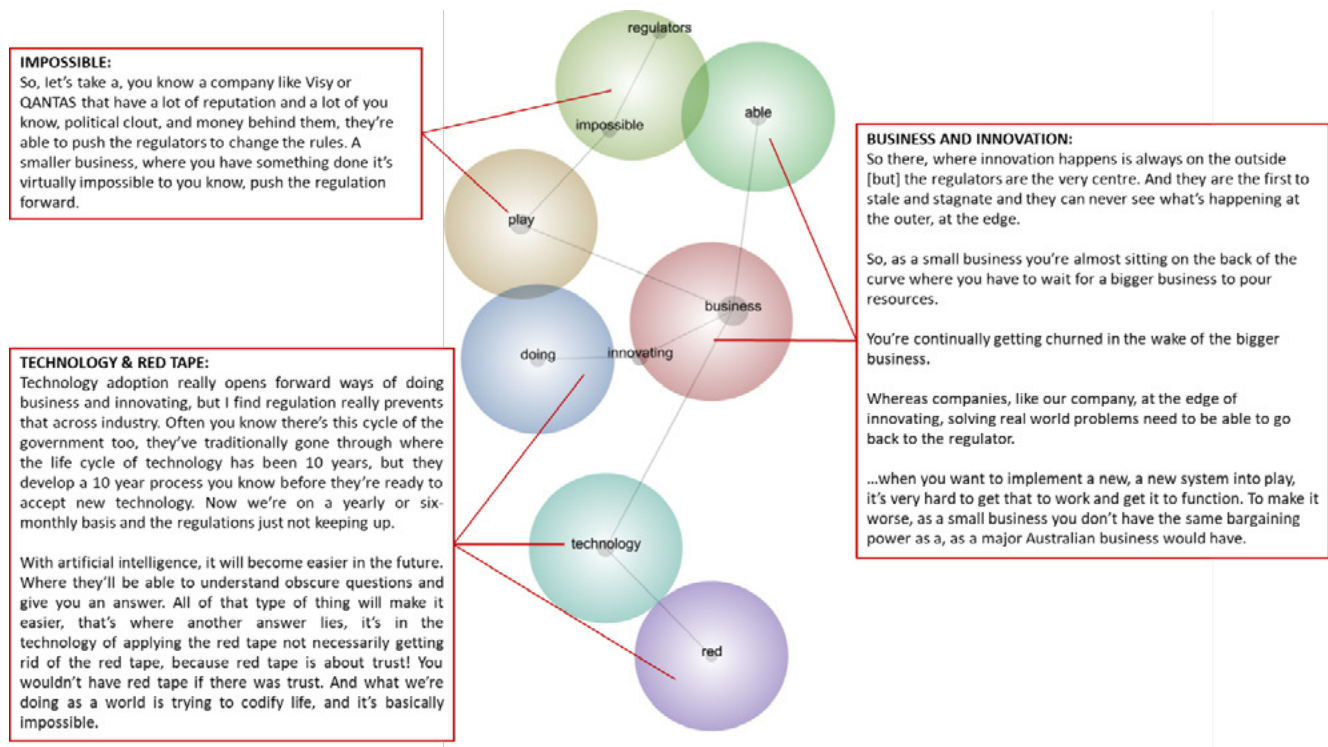 IMPOSSIBLE:
So, let's take a, you know a company like Visy or
QANTAS that have a lot of reputation and a lot of you
know, political clout, and money behind them, they're
able to push the regulators to change the rules. A
smaller business, where you have something done it's
virtually impossible to you know, push the regulation
forward.
TECHNOLOGY & RED TAPE:
Technology adoption really opens forward ways of doing
business and innovating, but I find regulation really prevents
that across industry. Often you know there's this cycle of the
government too, they've traditionally gone through where
the life cycle of technology has been 10 years, but they
develop a 10 year process you know before they're ready to
accept new technology. Now we're on a yearly or six-
monthly basis and the regulations just not keeping up.
With artificial intelligence, it will become easier in the future.
Where they'll be able to understand obscure questions and
give you an answer. All of that type of thing will make it
easier, that's where another answer lies, it's in the
technology of applying the red tape not necessarily getting
rid of the red tape, because red tape is about trust! You
wouldn't have red tape if there was trust. And what we're
doing as a world is trying to codify life, and it's basically
impossible.
regulators
able
impossible
play
business
doing
innovating
technology
red
BUSINESS AND INNOVATION:
So there, where innovation happens is always on the outside
[but] the regulators are the very centre. And they are the first to
stale and stagnate and they can never see what's happening at
the outer, at the edge.
So, as a small business you're almost sitting on the back of the
curve where you have to wait for a bigger business to pour
resources.
You're continually getting churned in the wake of the bigger
business.
Whereas companies, like our company, at the edge of
innovating, solving real world problems need to be able to go
back to the regulator.
…when you want to implement a new, a new system into play,
it's very hard to get that to work and get it to function. To make it
worse, as a small business you don't have the same bargaining
power as a, as a major Australian business would have.